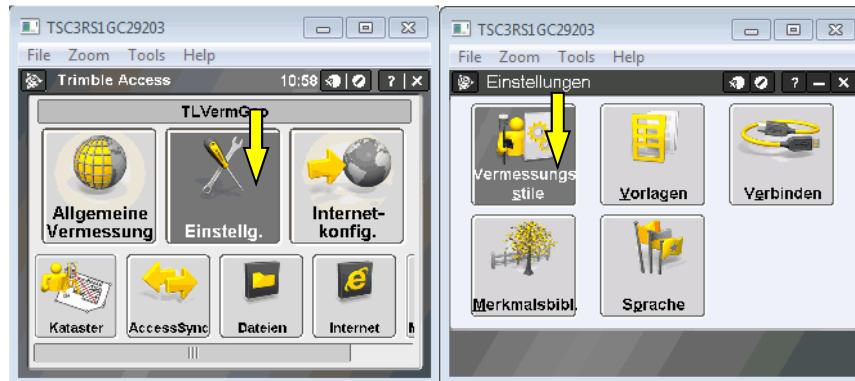 TSC3RS1GC29203
File Zoom Tools Help
Trimble Access 10:58 ? X
Allgemeine
Vermessung
Einstellg.
Internet-
konfig.
Kataster
AccessSync
Dateien
Internet
TSC3RS1GC29203
File Zoom Tools Help
Einstellungen ? – X
Vermessungs
stile
Vorlagen
Verbinden
Merkmalsbibl.
Sprache